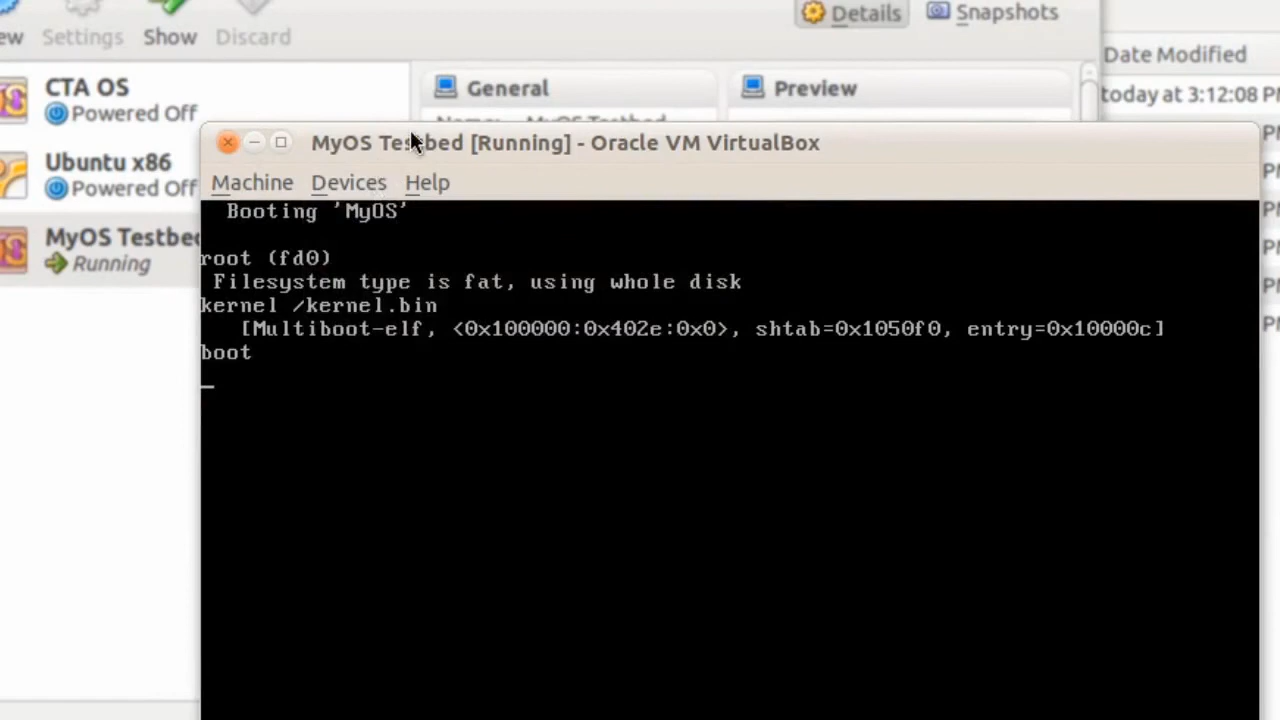 Details
Snapshots
ew
Settings
Show
Discard
Date Modified
CTA OS
Powered Off
General
Preview
today at 3:12:08 PM
MyOS Testbed [Running] - Oracle VM VirtualBox
Ubuntu x86
Powered Off
Machine
Devices
Help
Booting 'MyOS'
MyOS Testbed
Running
root (fd0)
Filesystem type is fat, using whole disk
kernel /kernel.bin
[Multiboot-elf, <0x100000:0x402e:0x0>, shtab=0x1050f0, entry=0x10000c]
boot
_